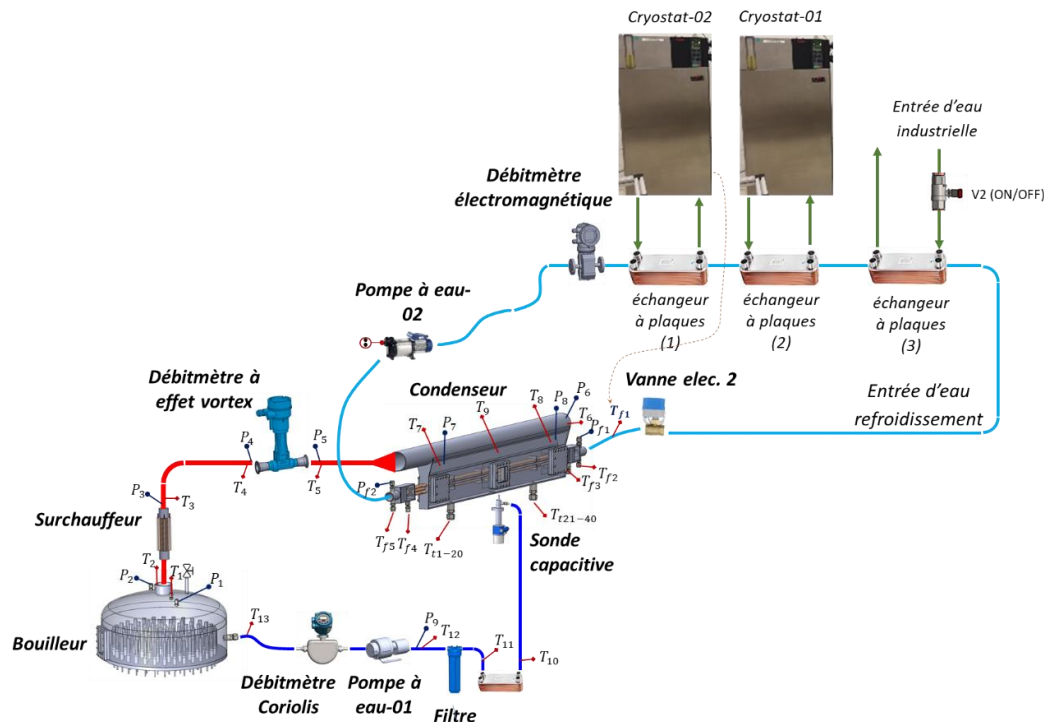 Cryostat-02
Cryostat-01
Entrée d'eau
industrielle
V2 (ON/OFF)
Débitmètre
électromagnétique
échangeur
à plaques
(1)
échangeur
à plaques
(2)
échangeur
à plaques
(3)
Pompe à eau-
02
Débitmètre à
effet vortex
Condenseur
Vanne elec. 2
Entrée d'eau
refroidissement
P4
P5
T4
T5
T7
P7
T9
T8
P8
P6
T6
Pf1
Tf1
Tf2
Tf3
Pf2
Tf5
Tf4
Tt1−20
Tt21−40
Sonde
capacitive
P3
T3
Surchauffeur
T2
P2
T1
P1
Bouilleur
T13
P9
T12
T11
T10
Débitmètre
Coriolis
Pompe à
eau-01
Filtre